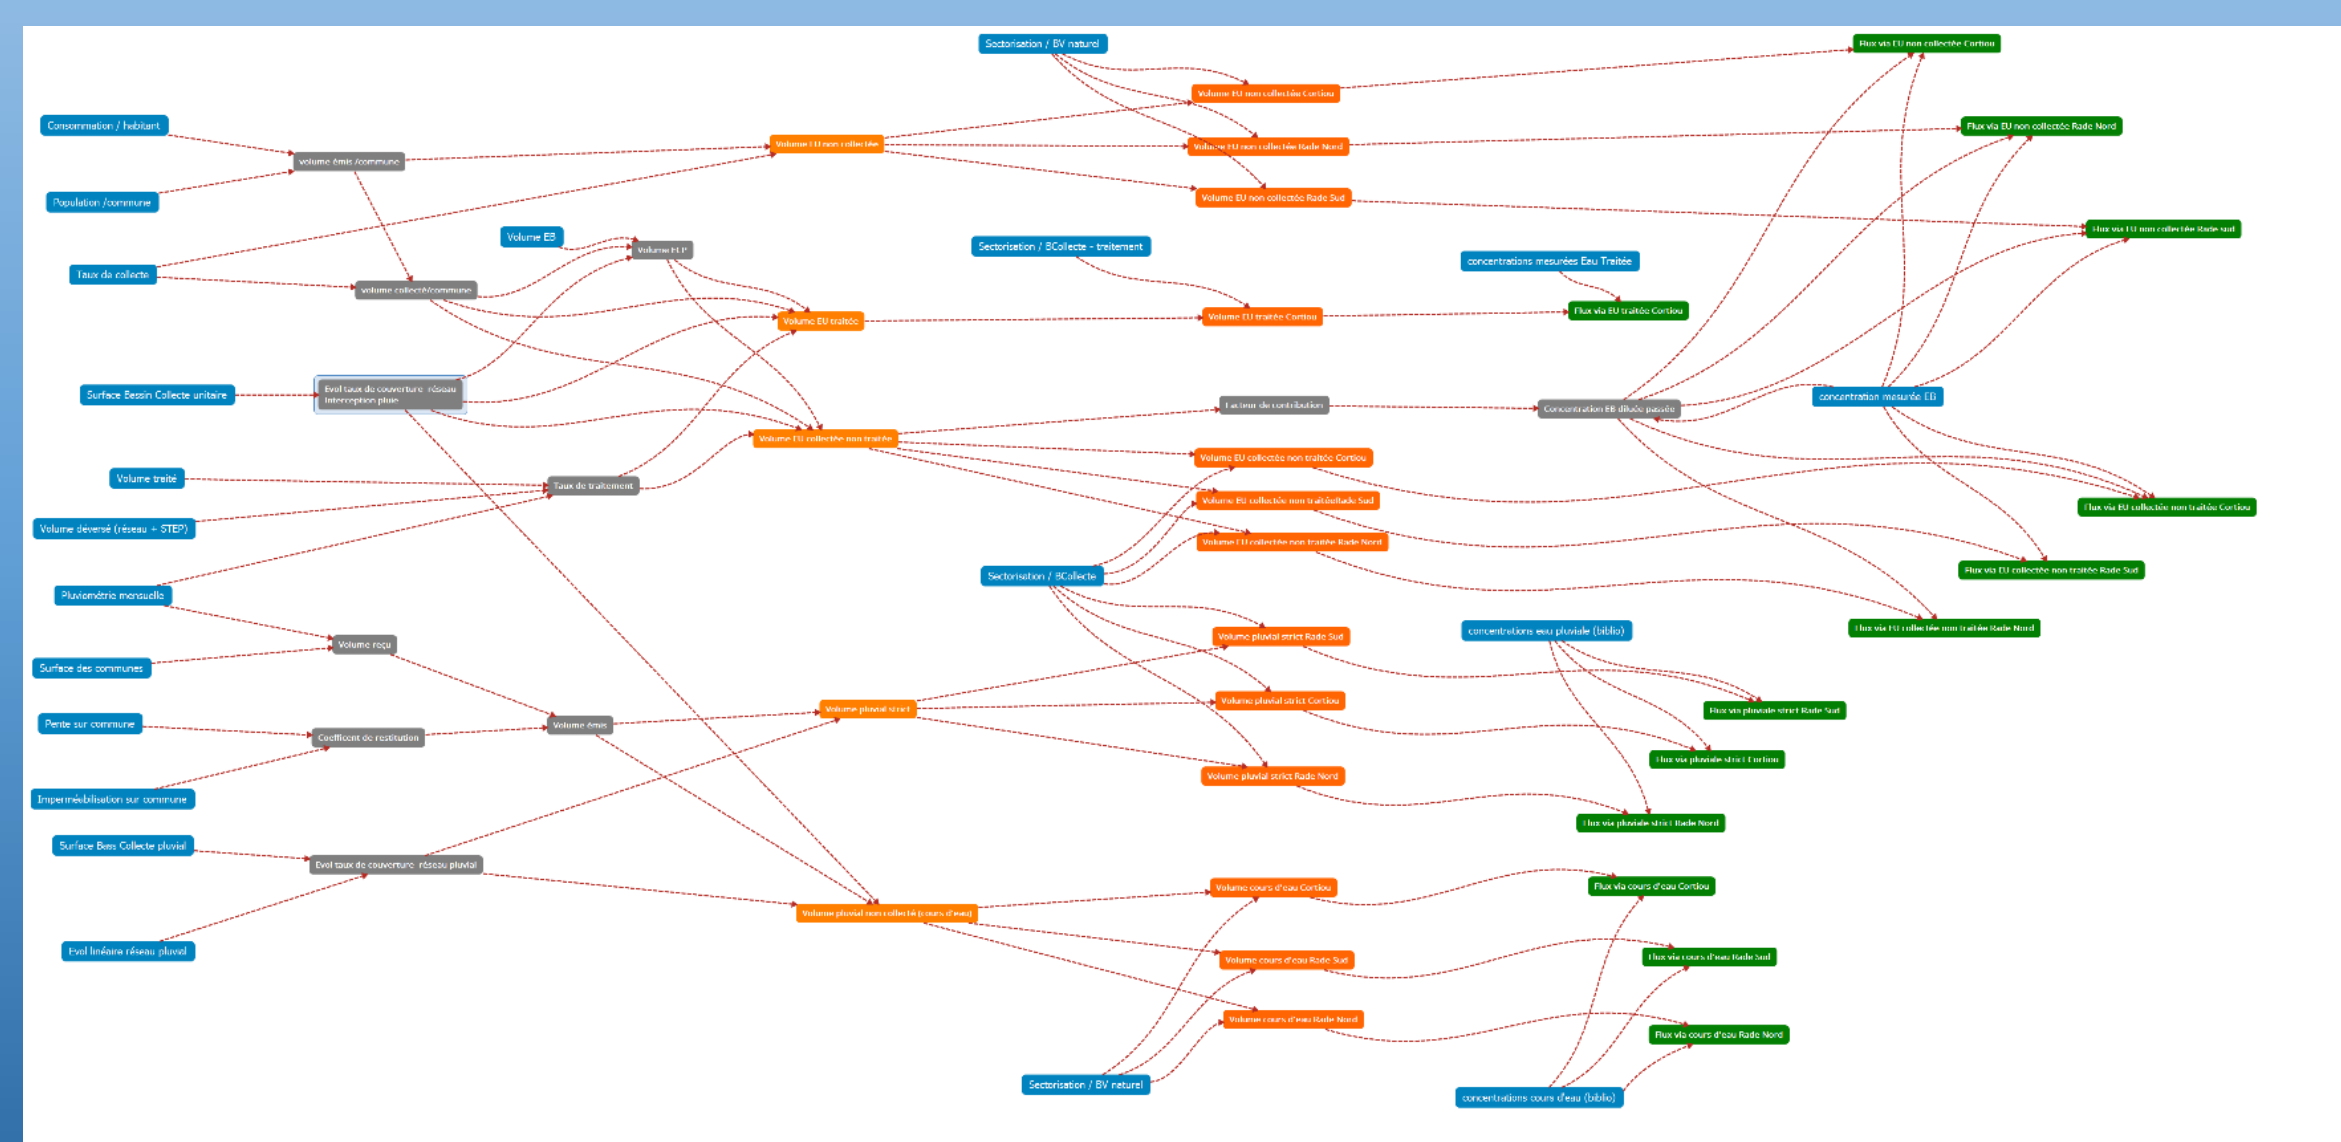 Sectorisation / BV naturel
Flux via EU non collectée Cortiou
Volume EU non collectée Cortiou
Consommation / habitant
Flux via EU non collectée Rade Nord
Volume EU non collectée
Volume EU non collectée Rade Nord
volume émis /commune
Population /commune
Volume EU non collectée Rade Sud
Flux via EU non collectée Rade sud
Volume EB
Volume ECP
Sectorisation / BCollecte - traitement
concentrations mesurées Eau Traitée
Taux de collecte
volume collecté/commune
Flux via EU traitée Cortiou
Volume EU traitée
Volume EU traitée Cortiou
Surface Bassin Collecte unitaire
Evol taux de couverture réseau
Interception pluie
concentration mesurée EB
Facteur de contribution
Concentration EB diluée passée
Volume EU collectée non traitée
Volume EU collectée non traitée Cortiou
Volume traité
Taux de traitement
Volume EU collectée non traitéeRade Sud
Flux via EU collectée non traitée Cortiou
Volume déversé (réseau + STEP)
Volume EU collectée non traitée Rade Nord
Sectorisation / BCollecte
Flux via EU collectée non traitée Rade Sud
Pluviométrie mensuelle
concentrations eau pluviale (biblio)
Flux via EU collectée non traitée Rade Nord
Volume pluvial strict Rade Sud
Volume reçu
Surface des communes
Volume pluvial strict Cortiou
Volume pluvial strict
Flux via pluviale strict Rade Sud
Pente sur commune
Volume émis
Coefficent de restitution
Flux via pluviale strict Cortiou
Volume pluvial strict Rade Nord
Imperméabilisation sur commune
Flux via pluviale strict Rade Nord
Surface Bass Collecte pluvial
Evol taux de couverture réseau pluvial
Volume cours d'eau Cortiou
Flux via cours d'eau Cortiou
Volume pluvial non collecté (cours d'eau)
Evol linéaire réseau pluvial
Volume cours d'eau Rade Sud
Flux via cours d'eau Rade Sud
Volume cours d'eau Rade Nord
Flux via cours d'eau Rade Nord
Sectorisation / BV naturel
concentrations cours d'eau (biblio)